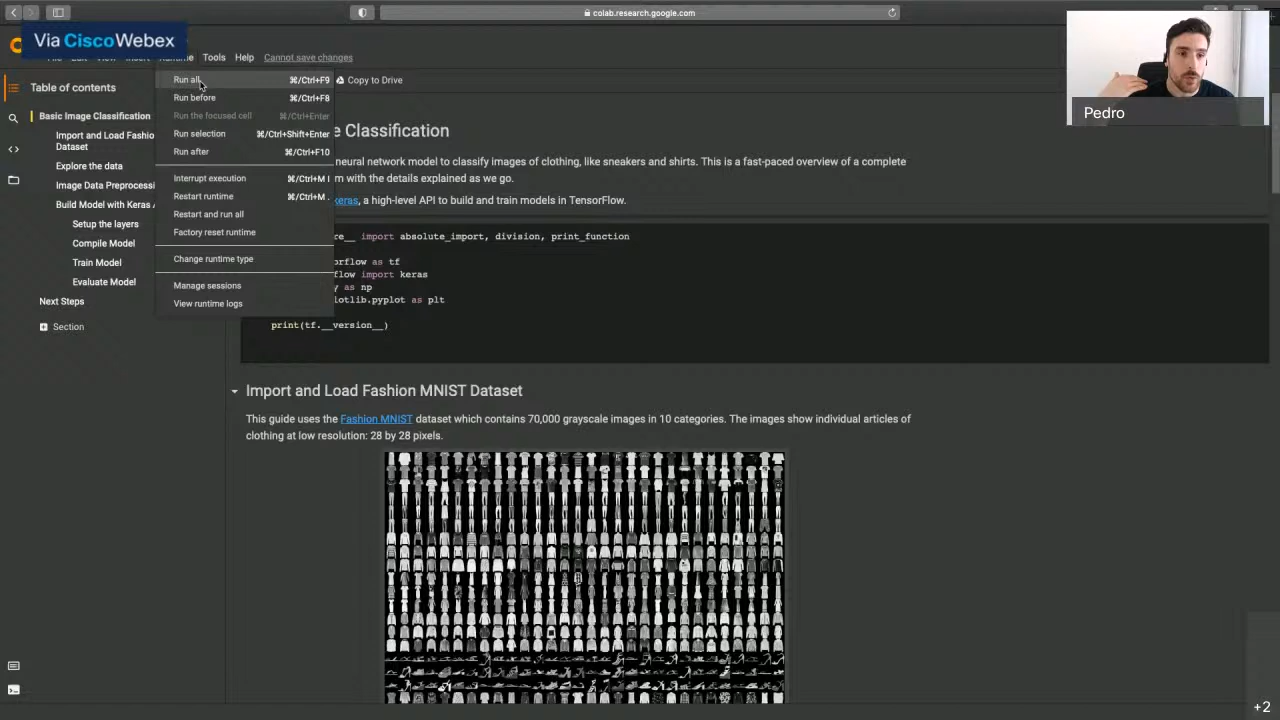 colab.research.google.com
Via CiscoWebex
Tools
Help
Cannot save changes
Table of contents
Basic Image Classification
Import and Load Fashio
Dataset
Explore the data
Image Data Preprocessi
Build Model with Keras
Setup the layers
Compile Model
Train Model
Evaluate Model
Next Steps
Section
Run all ⌘/Ctrl+F9
Run before ⌘/Ctrl+F8
Run the focused cell ⌘/Ctrl+Enter
Run selection ⌘/Ctrl+Shift+Enter
Run after ⌘/Ctrl+F10
Interrupt execution ⌘/Ctrl+M I
Restart runtime ⌘/Ctrl+M .
Restart and run all
Factory reset runtime
Change runtime type
Manage sessions
View runtime logs
Copy to Drive
e Classification
neural network model to classify images of clothing, like sneakers and shirts. This is a fast-paced overview of a complete
m with the details explained as we go.
keras, a high-level API to build and train models in TensorFlow.
re__ import absolute_import, division, print_function
orflow as tf
flow import keras
y as np
lotlib.pyplot as plt
print(tf.__version__)
Import and Load Fashion MNIST Dataset
This guide uses the Fashion MNIST dataset which contains 70,000 grayscale images in 10 categories. The images show individual articles of
clothing at low resolution: 28 by 28 pixels.
Pedro
+2